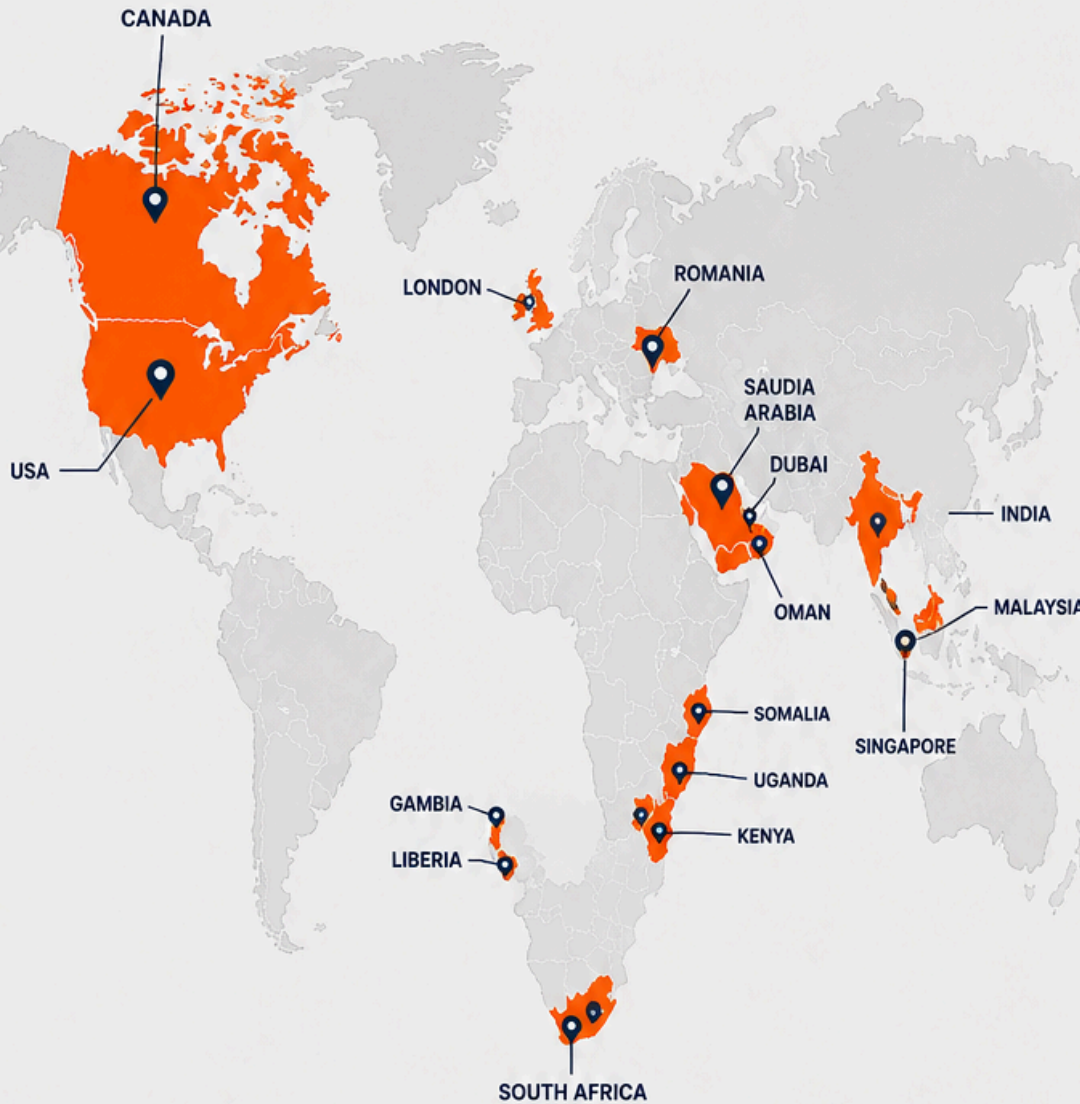 CANADA
LONDON
ROMANIA
SAUDIA
ARABIA
DUBAI
USA
INDIA
OMAN
MALAYSIA
SOMALIA
SINGAPORE
UGANDA
GAMBIA
KENYA
LIBERIA
SOUTH AFRICA